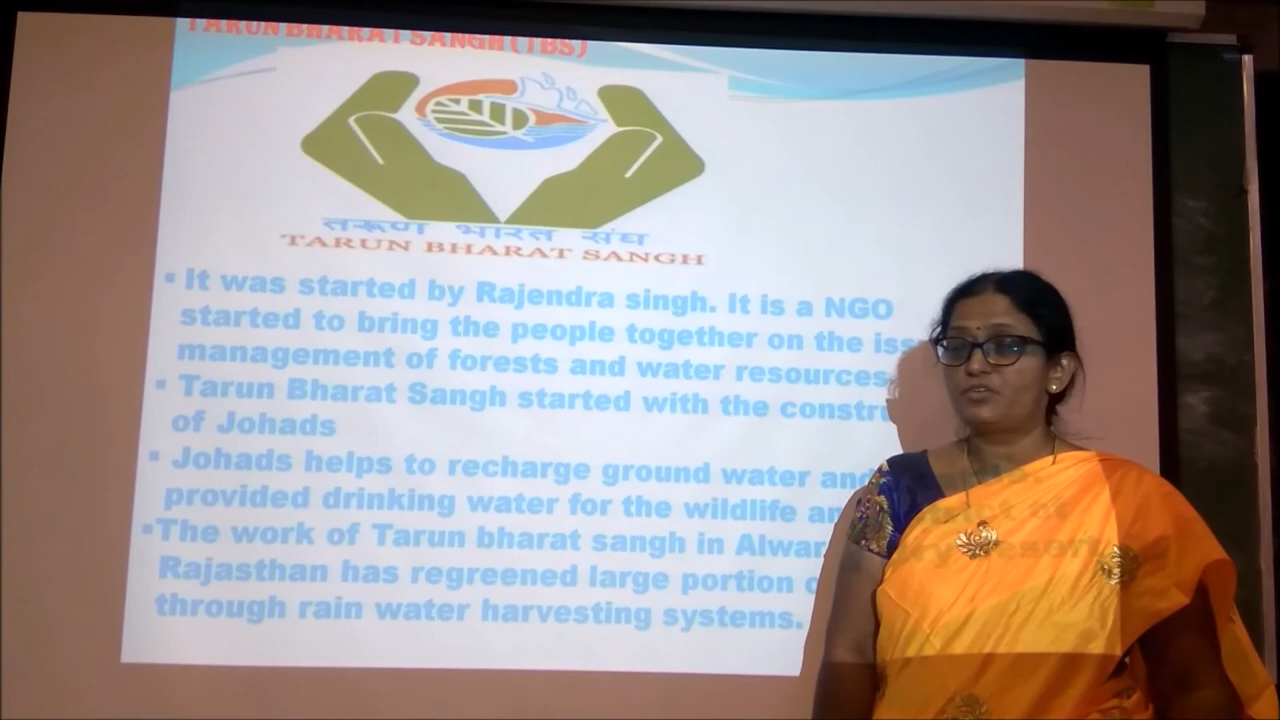 TARUN BHARAT SANGH (TBS)
तरूण भारत संघ
TARUN BHARAT SANGH
▪ It was started by Rajendra singh. It is a NGO
started to bring the people together on the
management of forests and water resources
▪ Tarun Bharat Sangh started with the
of Johads
▪ Johads helps to recharge ground water and
provided drinking water for the wildlife
▪The work of Tarun bharat sangh in Alwar
Rajasthan has regreened large portion
through rain water harvesting systems.